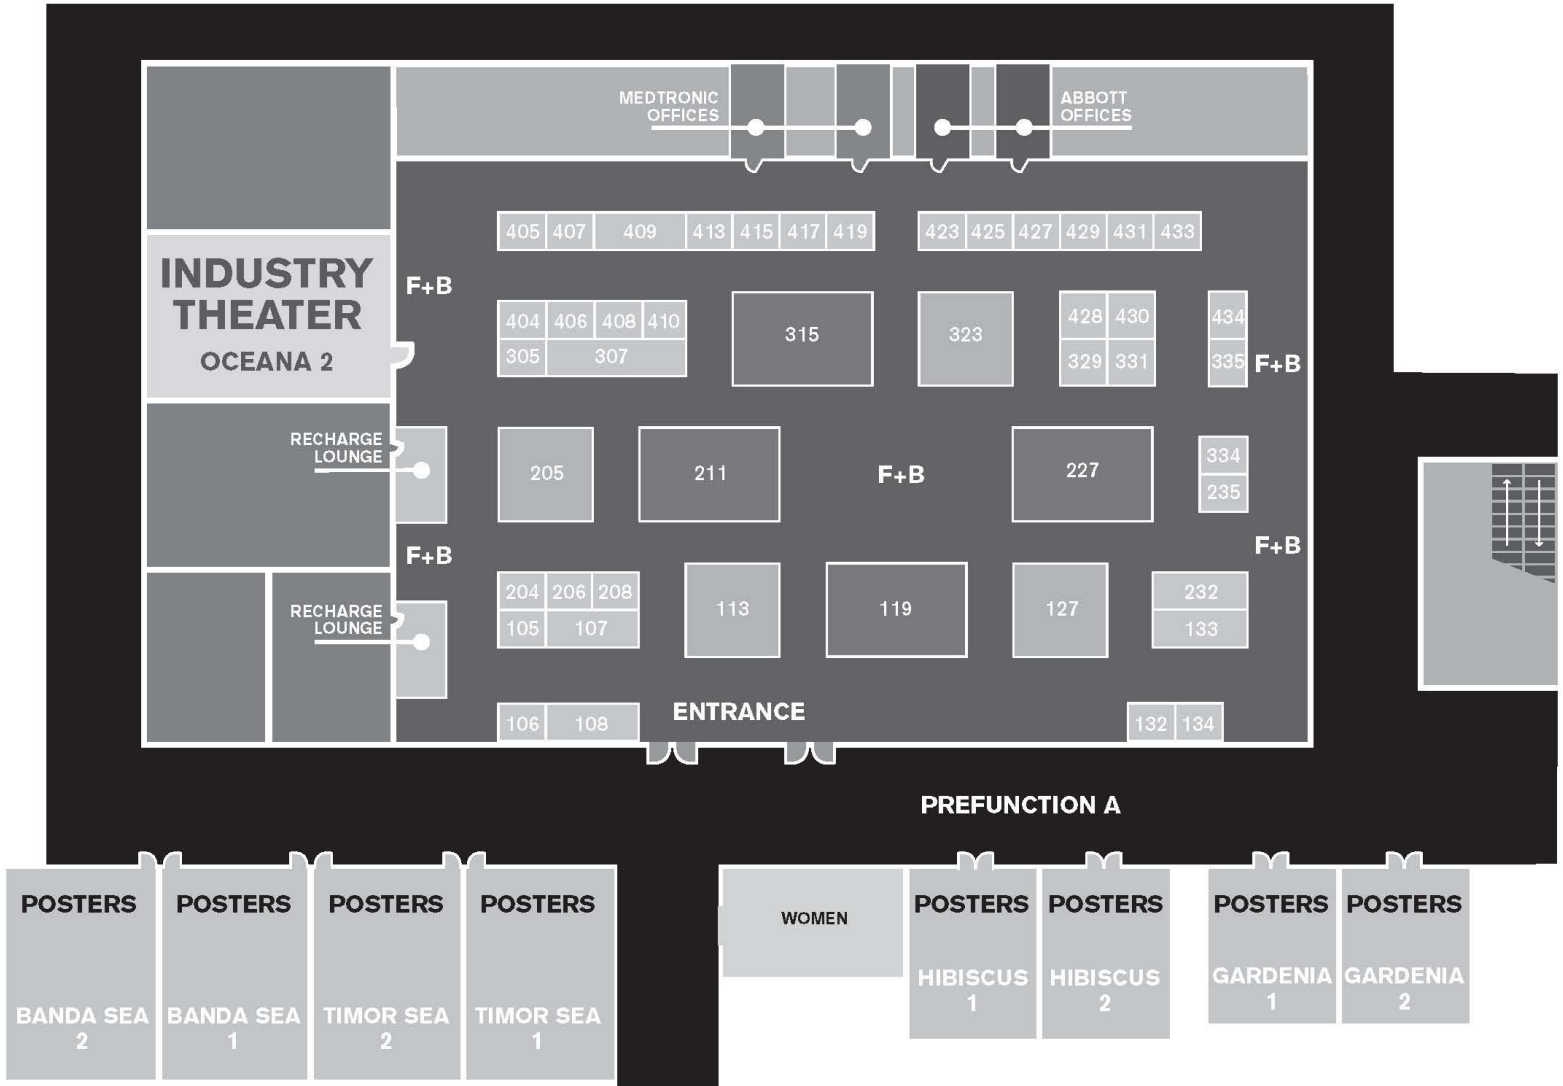 MEDTRONIC
OFFICES
ABBOTT
OFFICES
405 407 409 413 415 417 419 423 425 427 429 431 433
INDUSTRY
THEATER
OCEANA 2
F+B
404 406 408 410
305 307
315
323
428 430
329 331
434
335
F+B
RECHARGE
LOUNGE
205
211
F+B
227
334
235
F+B
F+B
RECHARGE
LOUNGE
204 206 208
105 107
113
119
127
232
133
106 108
ENTRANCE
132 134
PREFUNCTION A
POSTERS
BANDA SEA
2
POSTERS
BANDA SEA
1
POSTERS
TIMOR SEA
2
POSTERS
TIMOR SEA
1
WOMEN
POSTERS
HIBISCUS
1
POSTERS
HIBISCUS
2
POSTERS
GARDENIA
1
POSTERS
GARDENIA
2